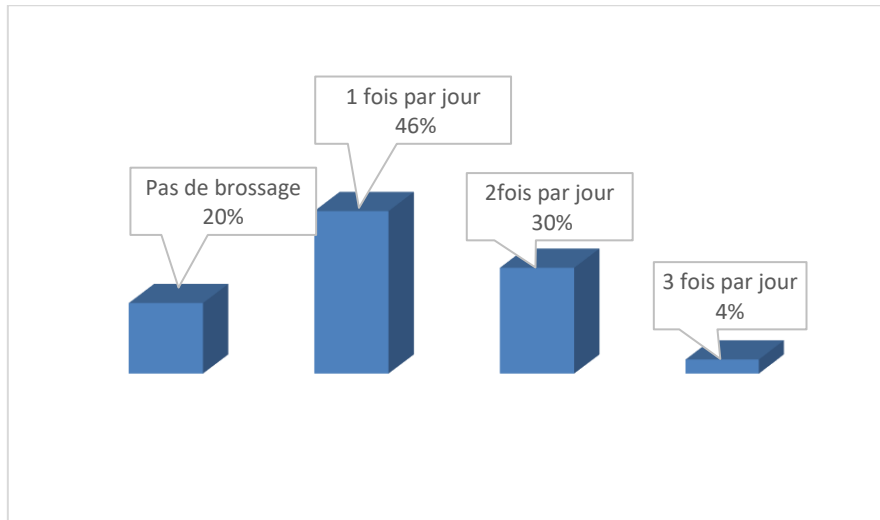 Pas de brossage
20%
1 fois par jour
46%
2fois par jour
30%
3 fois par jour
4%